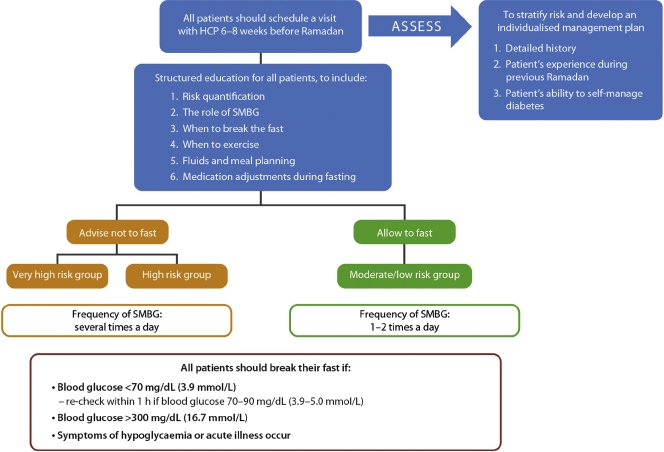 All patients should schedule a visit
with HCP 6–8 weeks before Ramadan
ASSESS
To stratify risk and develop an
individualised management plan
1. Detailed history
2. Patient's experience during
previous Ramadan
3. Patient's ability to self-manage
diabetes
Structured education for all patients, to include:
1. Risk quantification
2. The role of SMBG
3. When to break the fast
4. When to exercise
5. Fluids and meal planning
6. Medication adjustments during fasting
Advise not to fast
Allow to fast
Very high risk group
High risk group
Moderate/low risk group
Frequency of SMBG:
several times a day
Frequency of SMBG:
1–2 times a day
All patients should break their fast if:
• Blood glucose <70 mg/dL (3.9 mmol/L)
– re-check within 1 h if blood glucose 70–90 mg/dL (3.9–5.0 mmol/L)
• Blood glucose >300 mg/dL (16.7 mmol/L)
• Symptoms of hypoglycaemia or acute illness occur